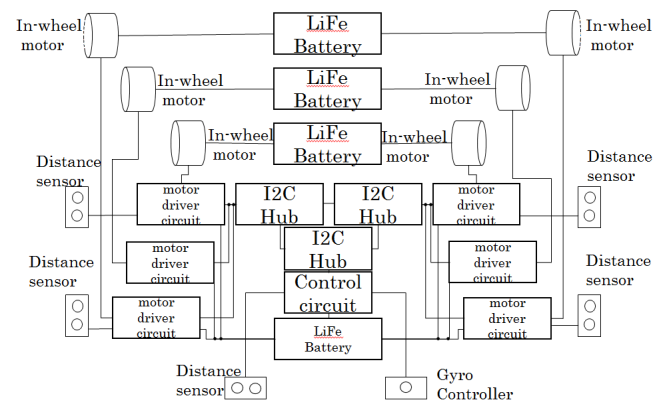 In-wheel
motor
LiFe
Battery
In-wheel
motor
In-wheel
motor
LiFe
Battery
In-wheel
motor
In-wheel
motor
LiFe
Battery
In-wheel
motor
Distance
sensor
motor
driver
circuit
I2C
Hub
I2C
Hub
motor
driver
circuit
Distance
sensor
Distance
sensor
motor
driver
circuit
I2C
Hub
motor
driver
circuit
Distance
sensor
motor
driver
circuit
Control
circuit
motor
driver
circuit
LiFe
Battery
Distance
sensor
Gyro
Controller